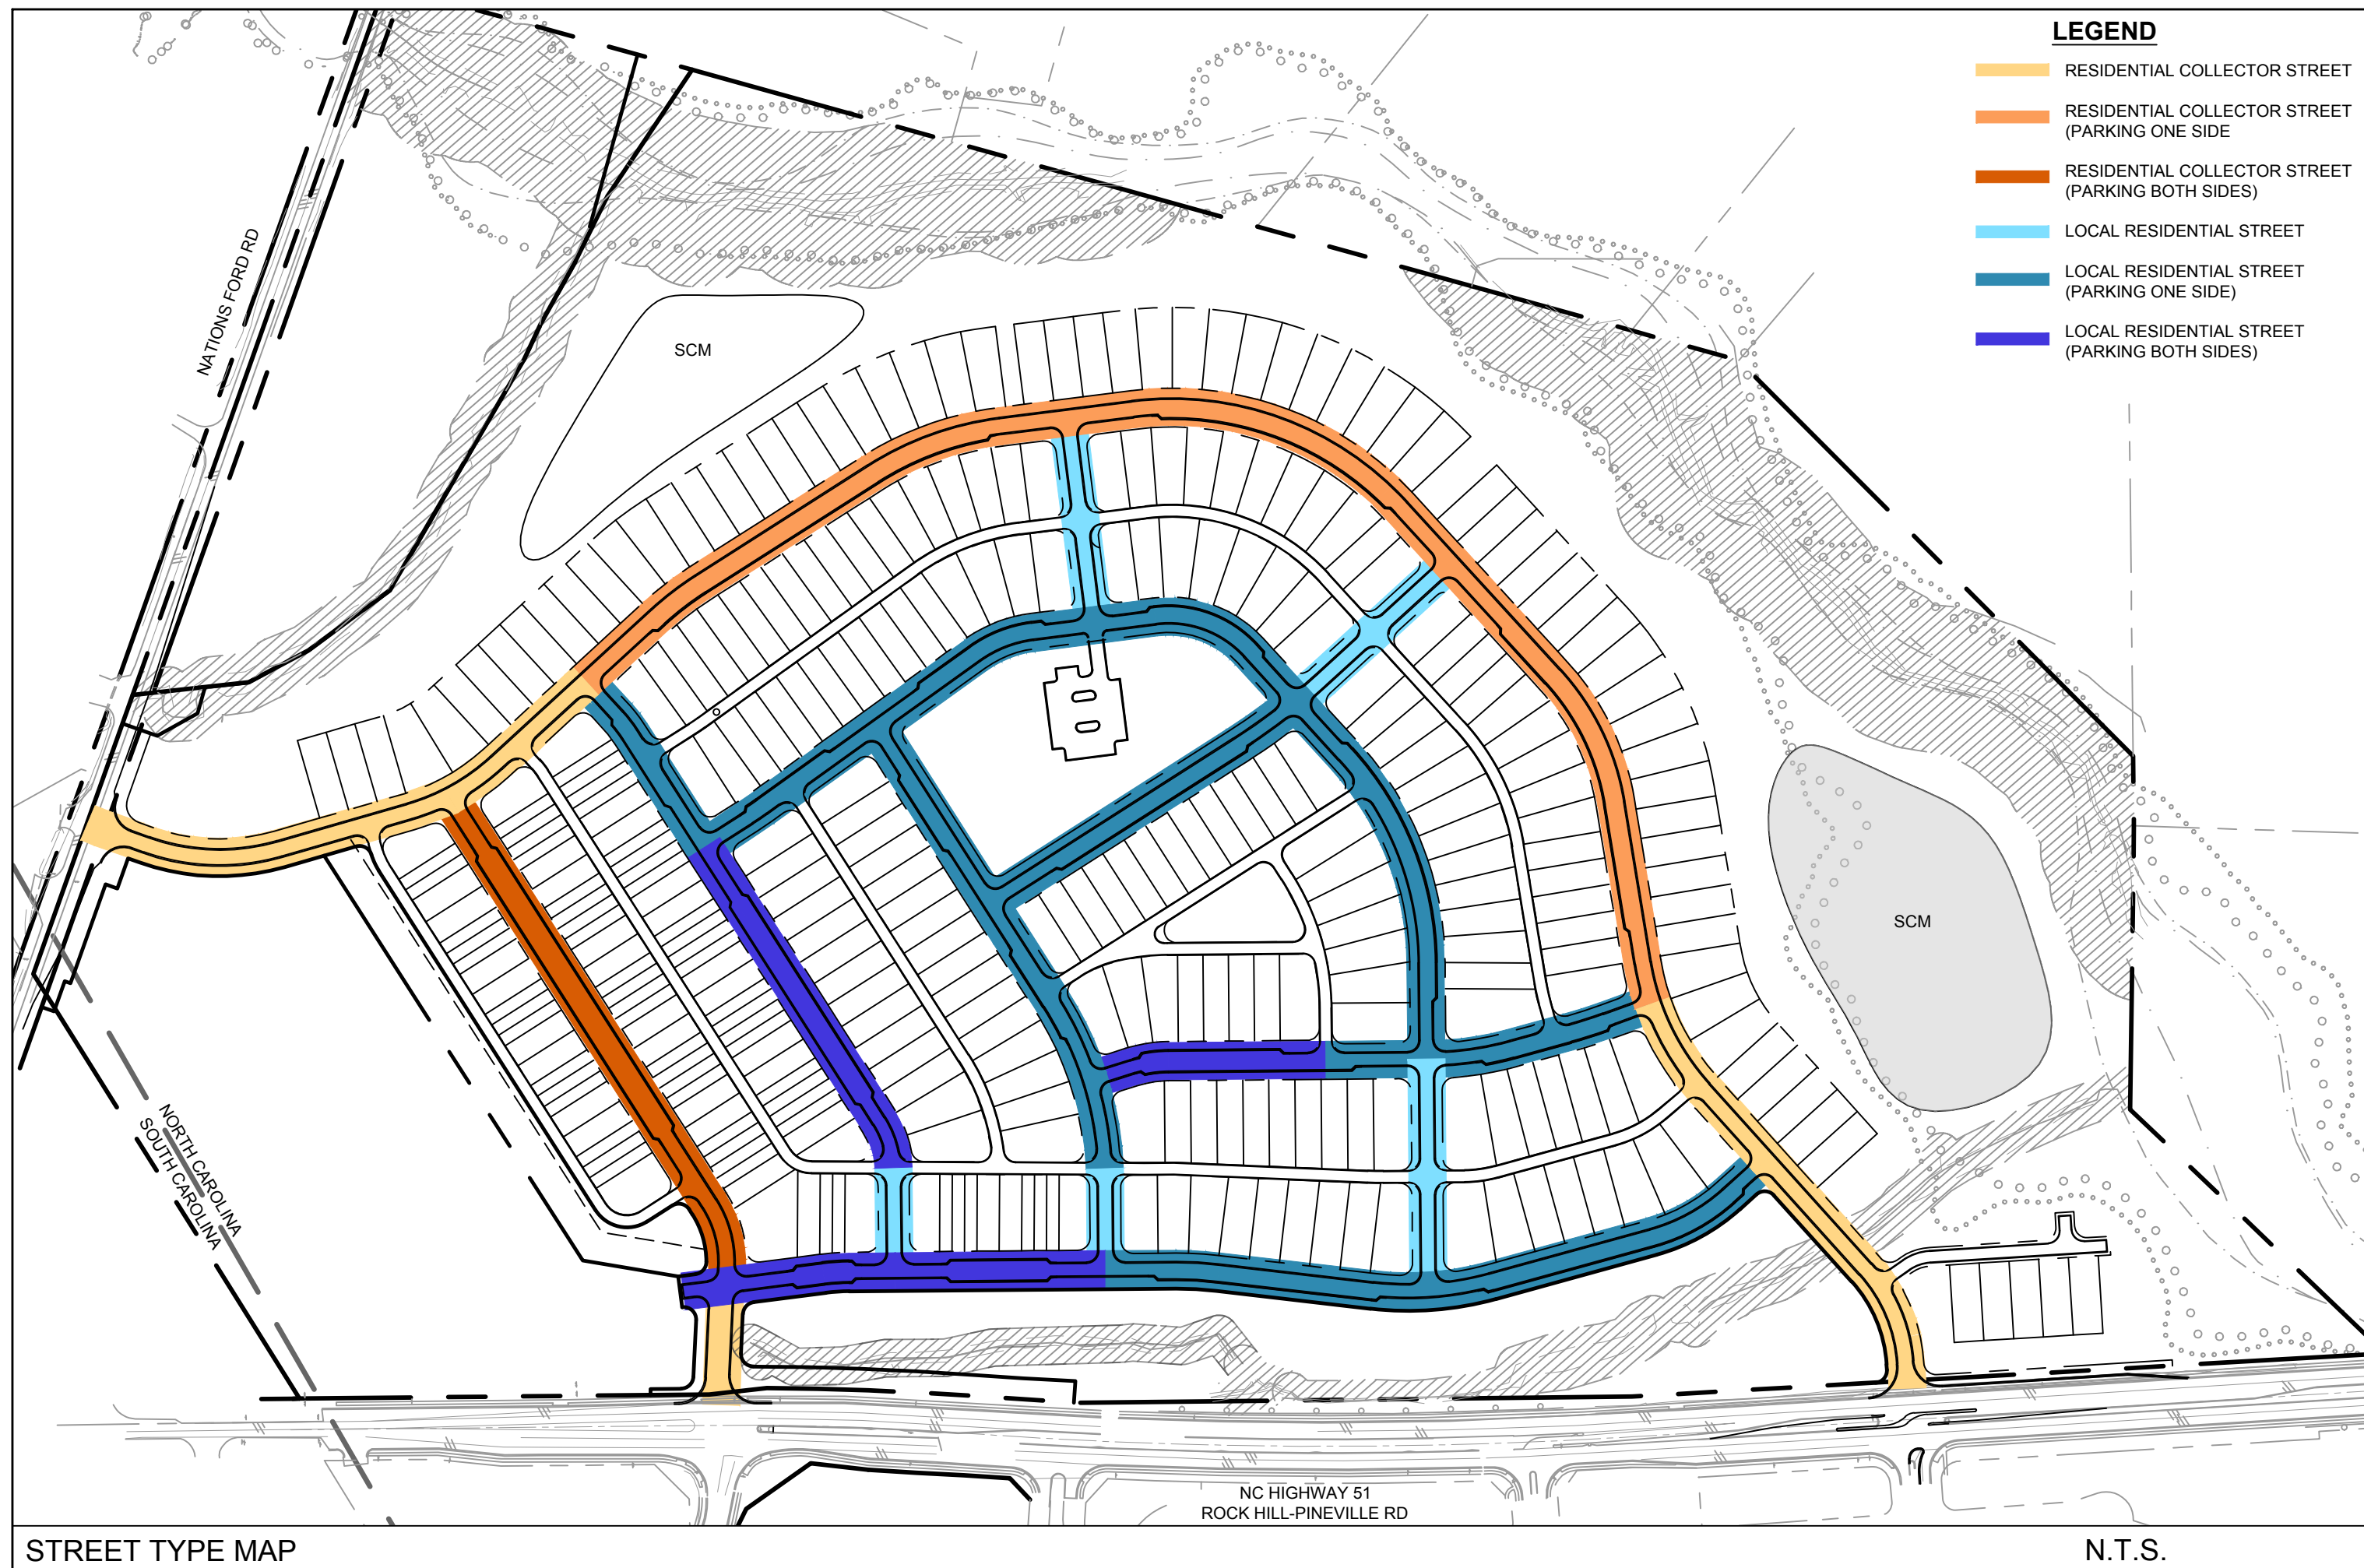 LEGEND
RESIDENTIAL COLLECTOR STREET
RESIDENTIAL COLLECTOR STREET
(PARKING ONE SIDE
RESIDENTIAL COLLECTOR STREET
(PARKING BOTH SIDES)
LOCAL RESIDENTIAL STREET
LOCAL RESIDENTIAL STREET
(PARKING ONE SIDE)
LOCAL RESIDENTIAL STREET
(PARKING BOTH SIDES)
NATIONS FORD RD
SCM
SCM
NORTH CAROLINA
SOUTH CAROLINA
NC HIGHWAY 51
ROCK HILL-PINEVILLE RD
STREET TYPE MAP
N.T.S.